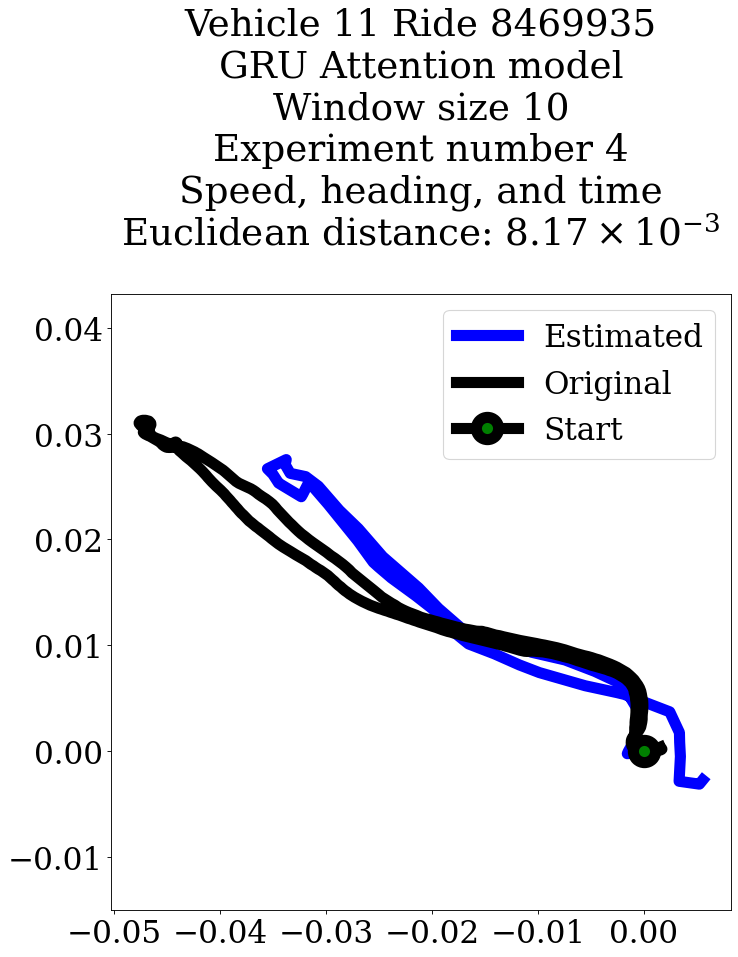 Vehicle 11 Ride 8469935
GRU Attention model
Window size 10
Experiment number 4
Speed, heading, and time
Euclidean distance: 8.17 × 10⁻³
Estimated
Original
Start
0.04
0.03
0.02
0.01
0.00
−0.01
−0.05 −0.04 −0.03 −0.02 −0.01 0.00